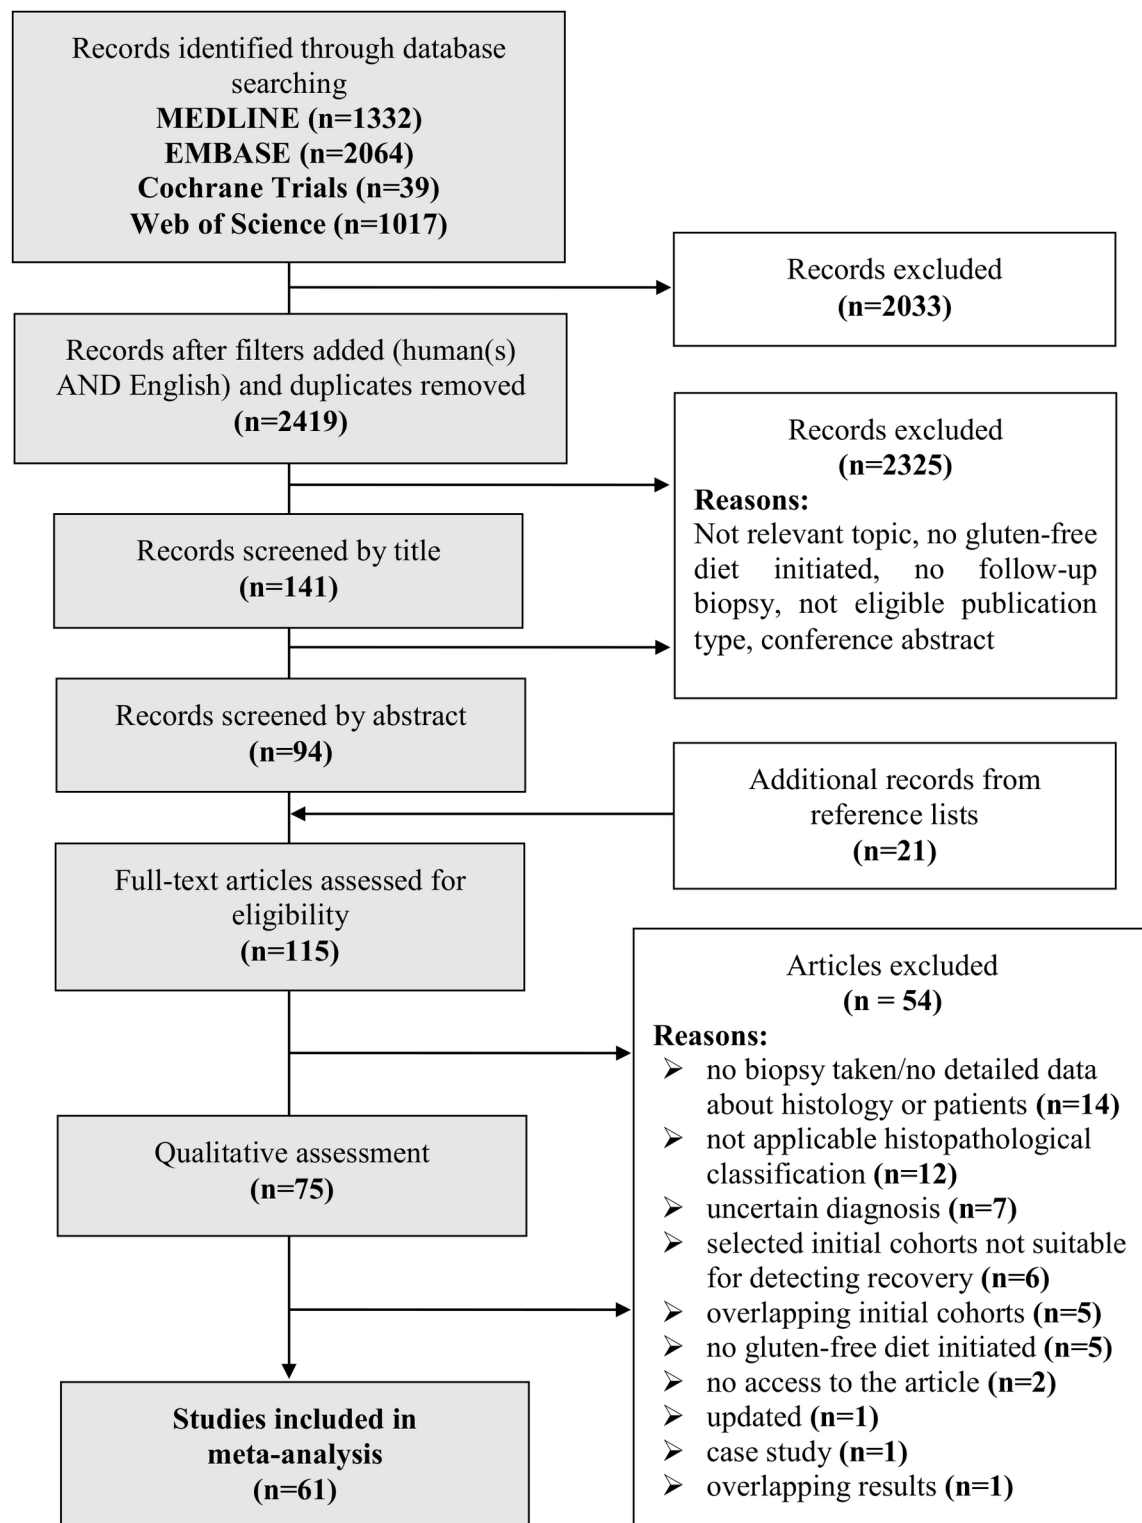 Records identified through database
searching
MEDLINE (n=1332)
EMBASE (n=2064)
Cochrane Trials (n=39)
Web of Science (n=1017)
Records excluded
(n=2033)
Records after filters added (human(s)
AND English) and duplicates removed
(n=2419)
Records excluded
(n=2325)
Reasons:
Not relevant topic, no gluten-free
diet initiated, no follow-up
biopsy, not eligible publication
type, conference abstract
Records screened by title
(n=141)
Records screened by abstract
(n=94)
Additional records from
reference lists
(n=21)
Full-text articles assessed for
eligibility
(n=115)
Articles excluded
(n = 54)
Reasons:
➢ no biopsy taken/no detailed data
about histology or patients (n=14)
➢ not applicable histopathological
classification (n=12)
➢ uncertain diagnosis (n=7)
➢ selected initial cohorts not suitable
for detecting recovery (n=6)
➢ overlapping initial cohorts (n=5)
➢ no gluten-free diet initiated (n=5)
➢ no access to the article (n=2)
➢ updated (n=1)
➢ case study (n=1)
➢ overlapping results (n=1)
Qualitative assessment
(n=75)
Studies included in
meta-analysis
(n=61)